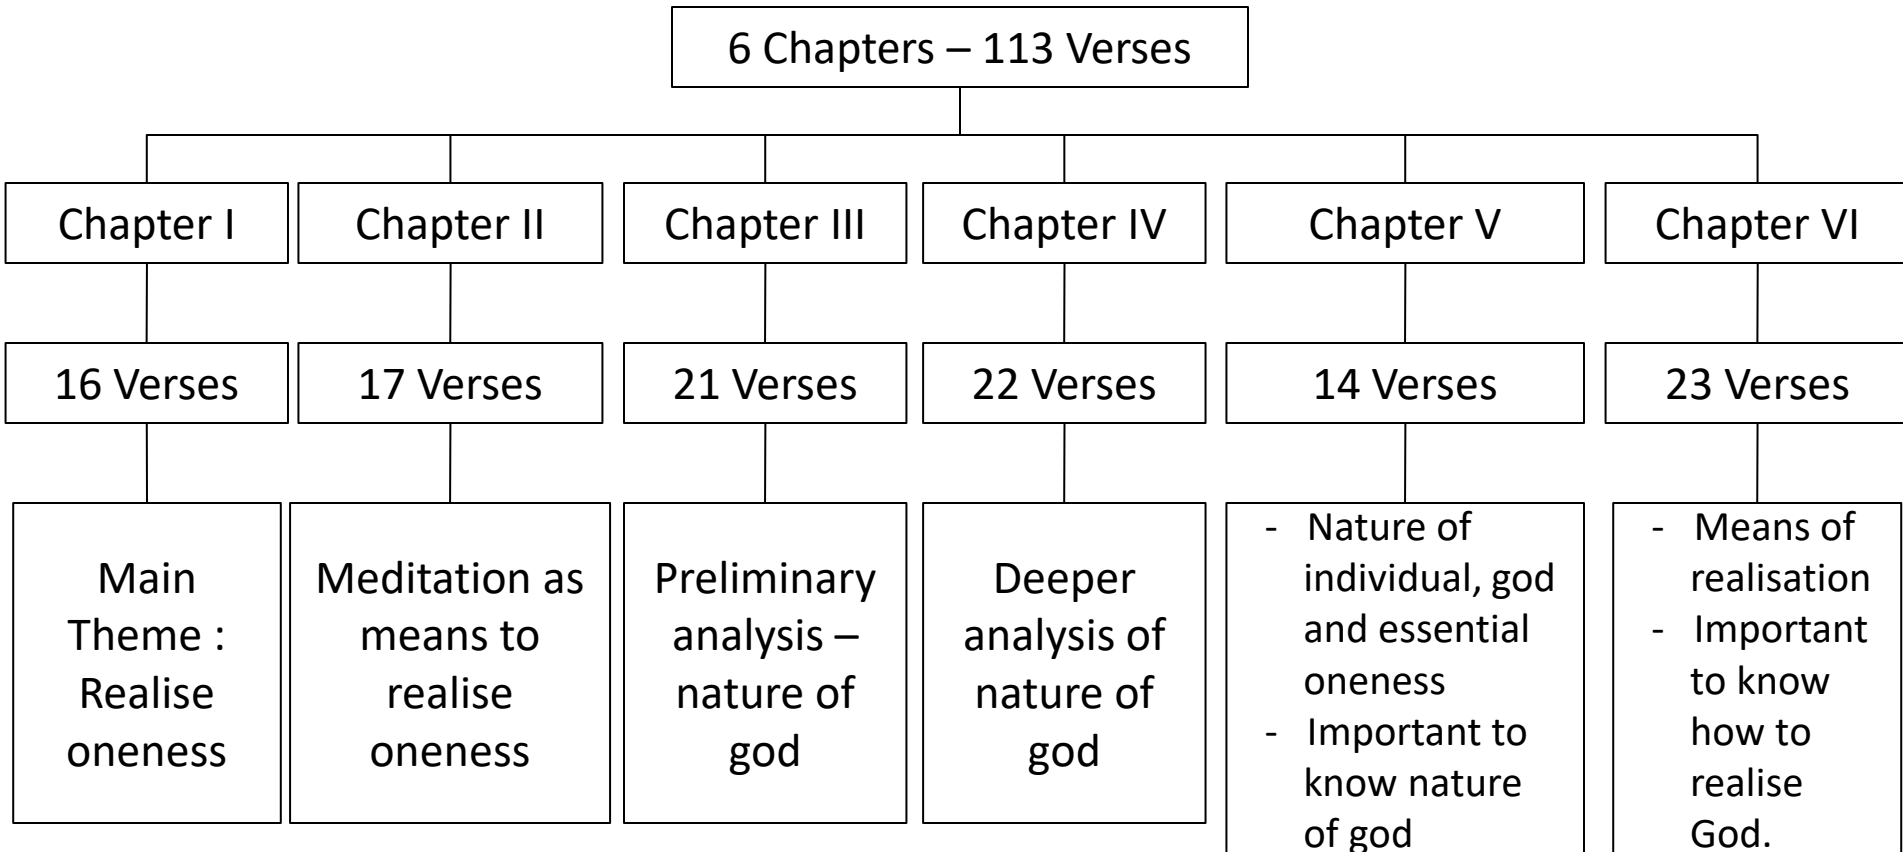 6 Chapters – 113 Verses
Chapter I
Chapter II
Chapter III
Chapter IV
Chapter V
Chapter VI
16 Verses
17 Verses
21 Verses
22 Verses
14 Verses
23 Verses
Main
Theme :
Realise
oneness
Meditation as
means to
realise
oneness
Preliminary
analysis –
nature of
god
Deeper
analysis of
nature of
god
- Nature of
individual, god
and essential
oneness
- Important to
know nature
of god
- Means of
realisation
- Important
to know
how to
realise
God.